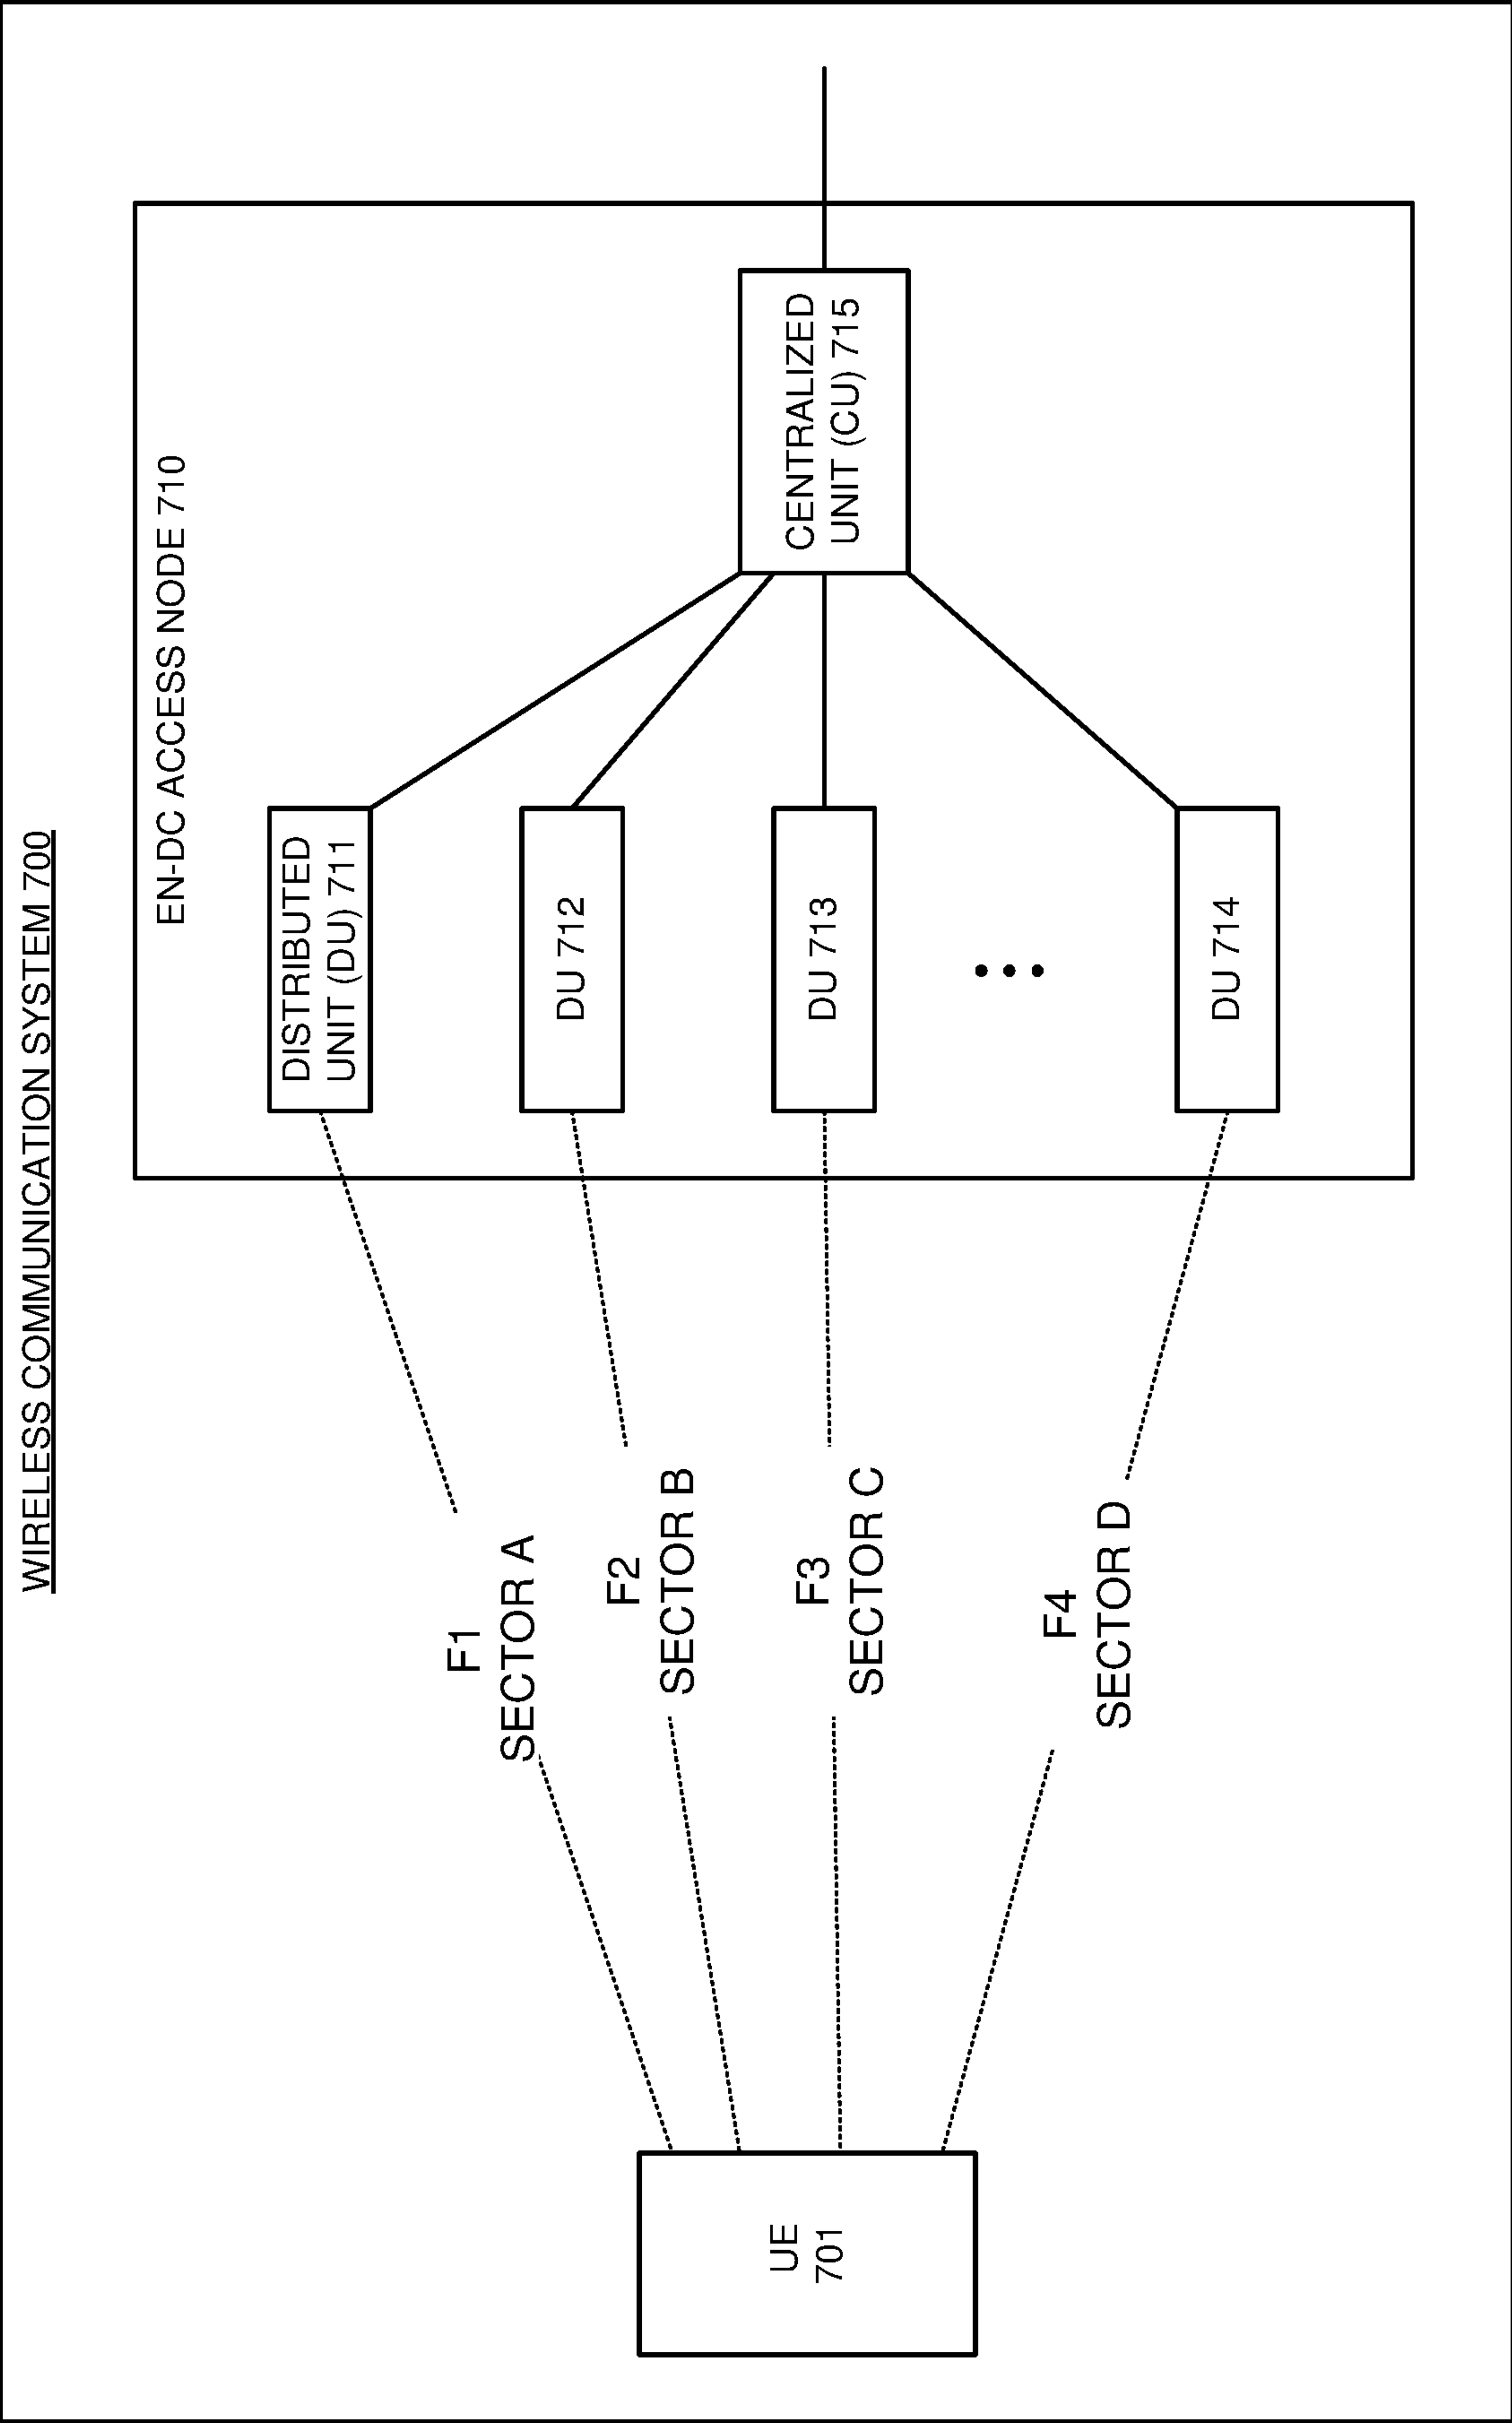 WIRELESS COMMUNICATION SYSTEM 700
EN-DC ACCESS NODE 710
DISTRIBUTED
UNIT (DU) 711
F1
SECTOR A
DU 712
F2
SECTOR B
UE
701
F3
SECTOR C
DU 713
CENTRALIZED
UNIT (CU) 715
F4
SECTOR D
DU 714